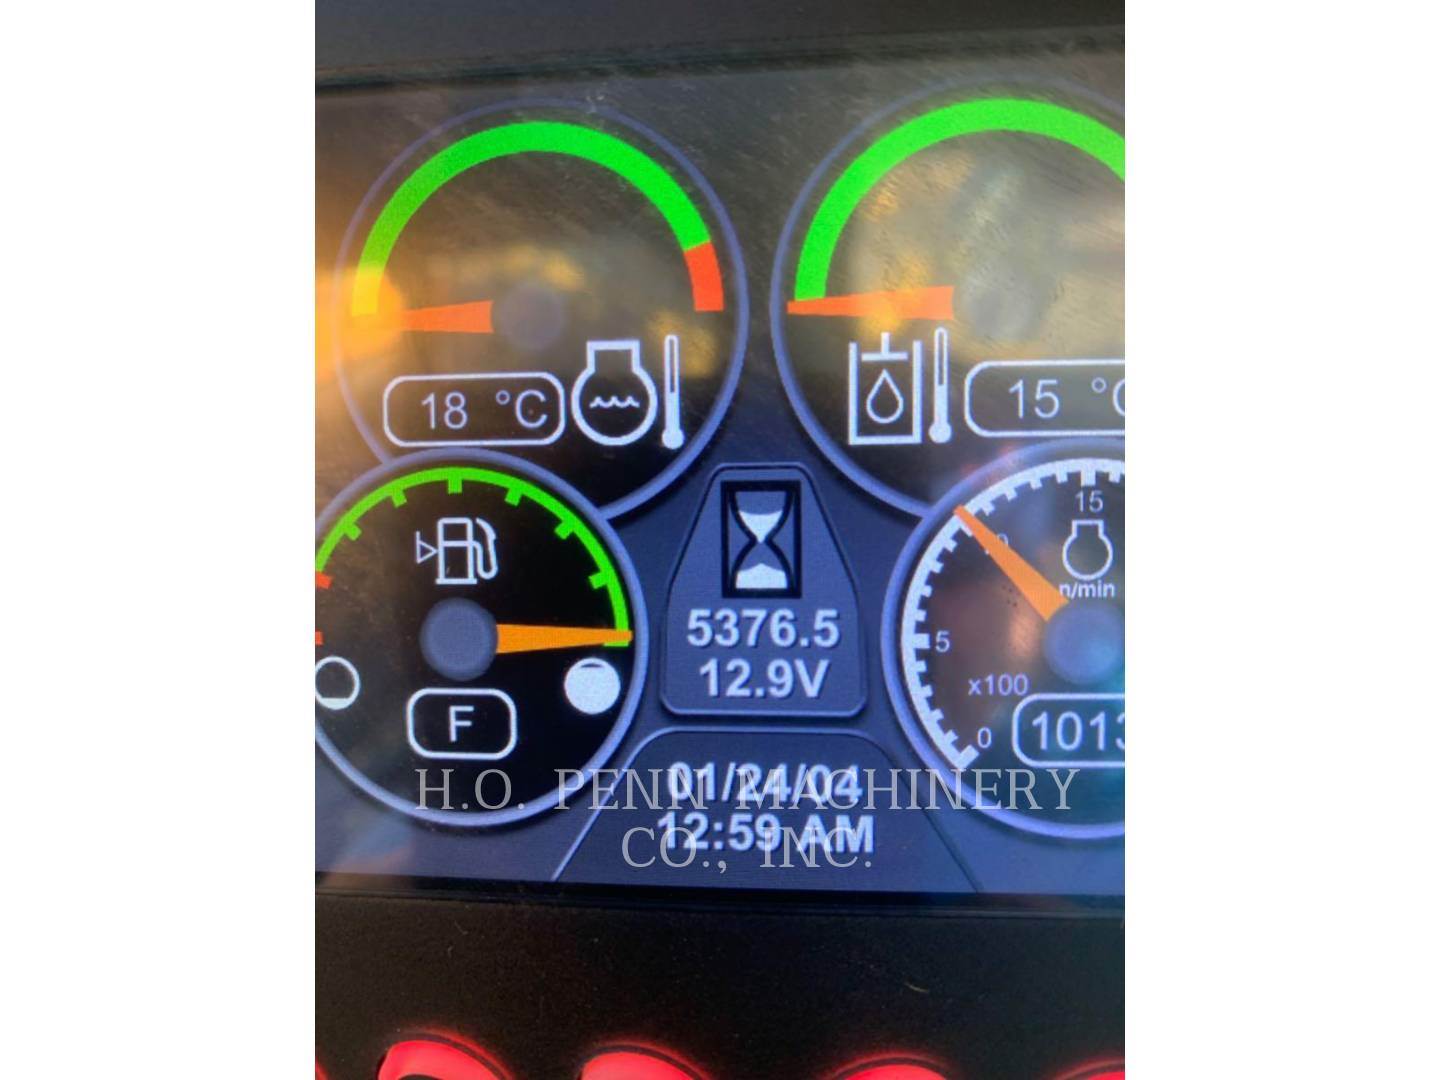 18 °C
15 °C
15
10
n/min
5
x100
0
1013
5376.5
12.9V
F
01/24/04
12:59 AM
H.O. PENN MACHINERY
CO., INC.